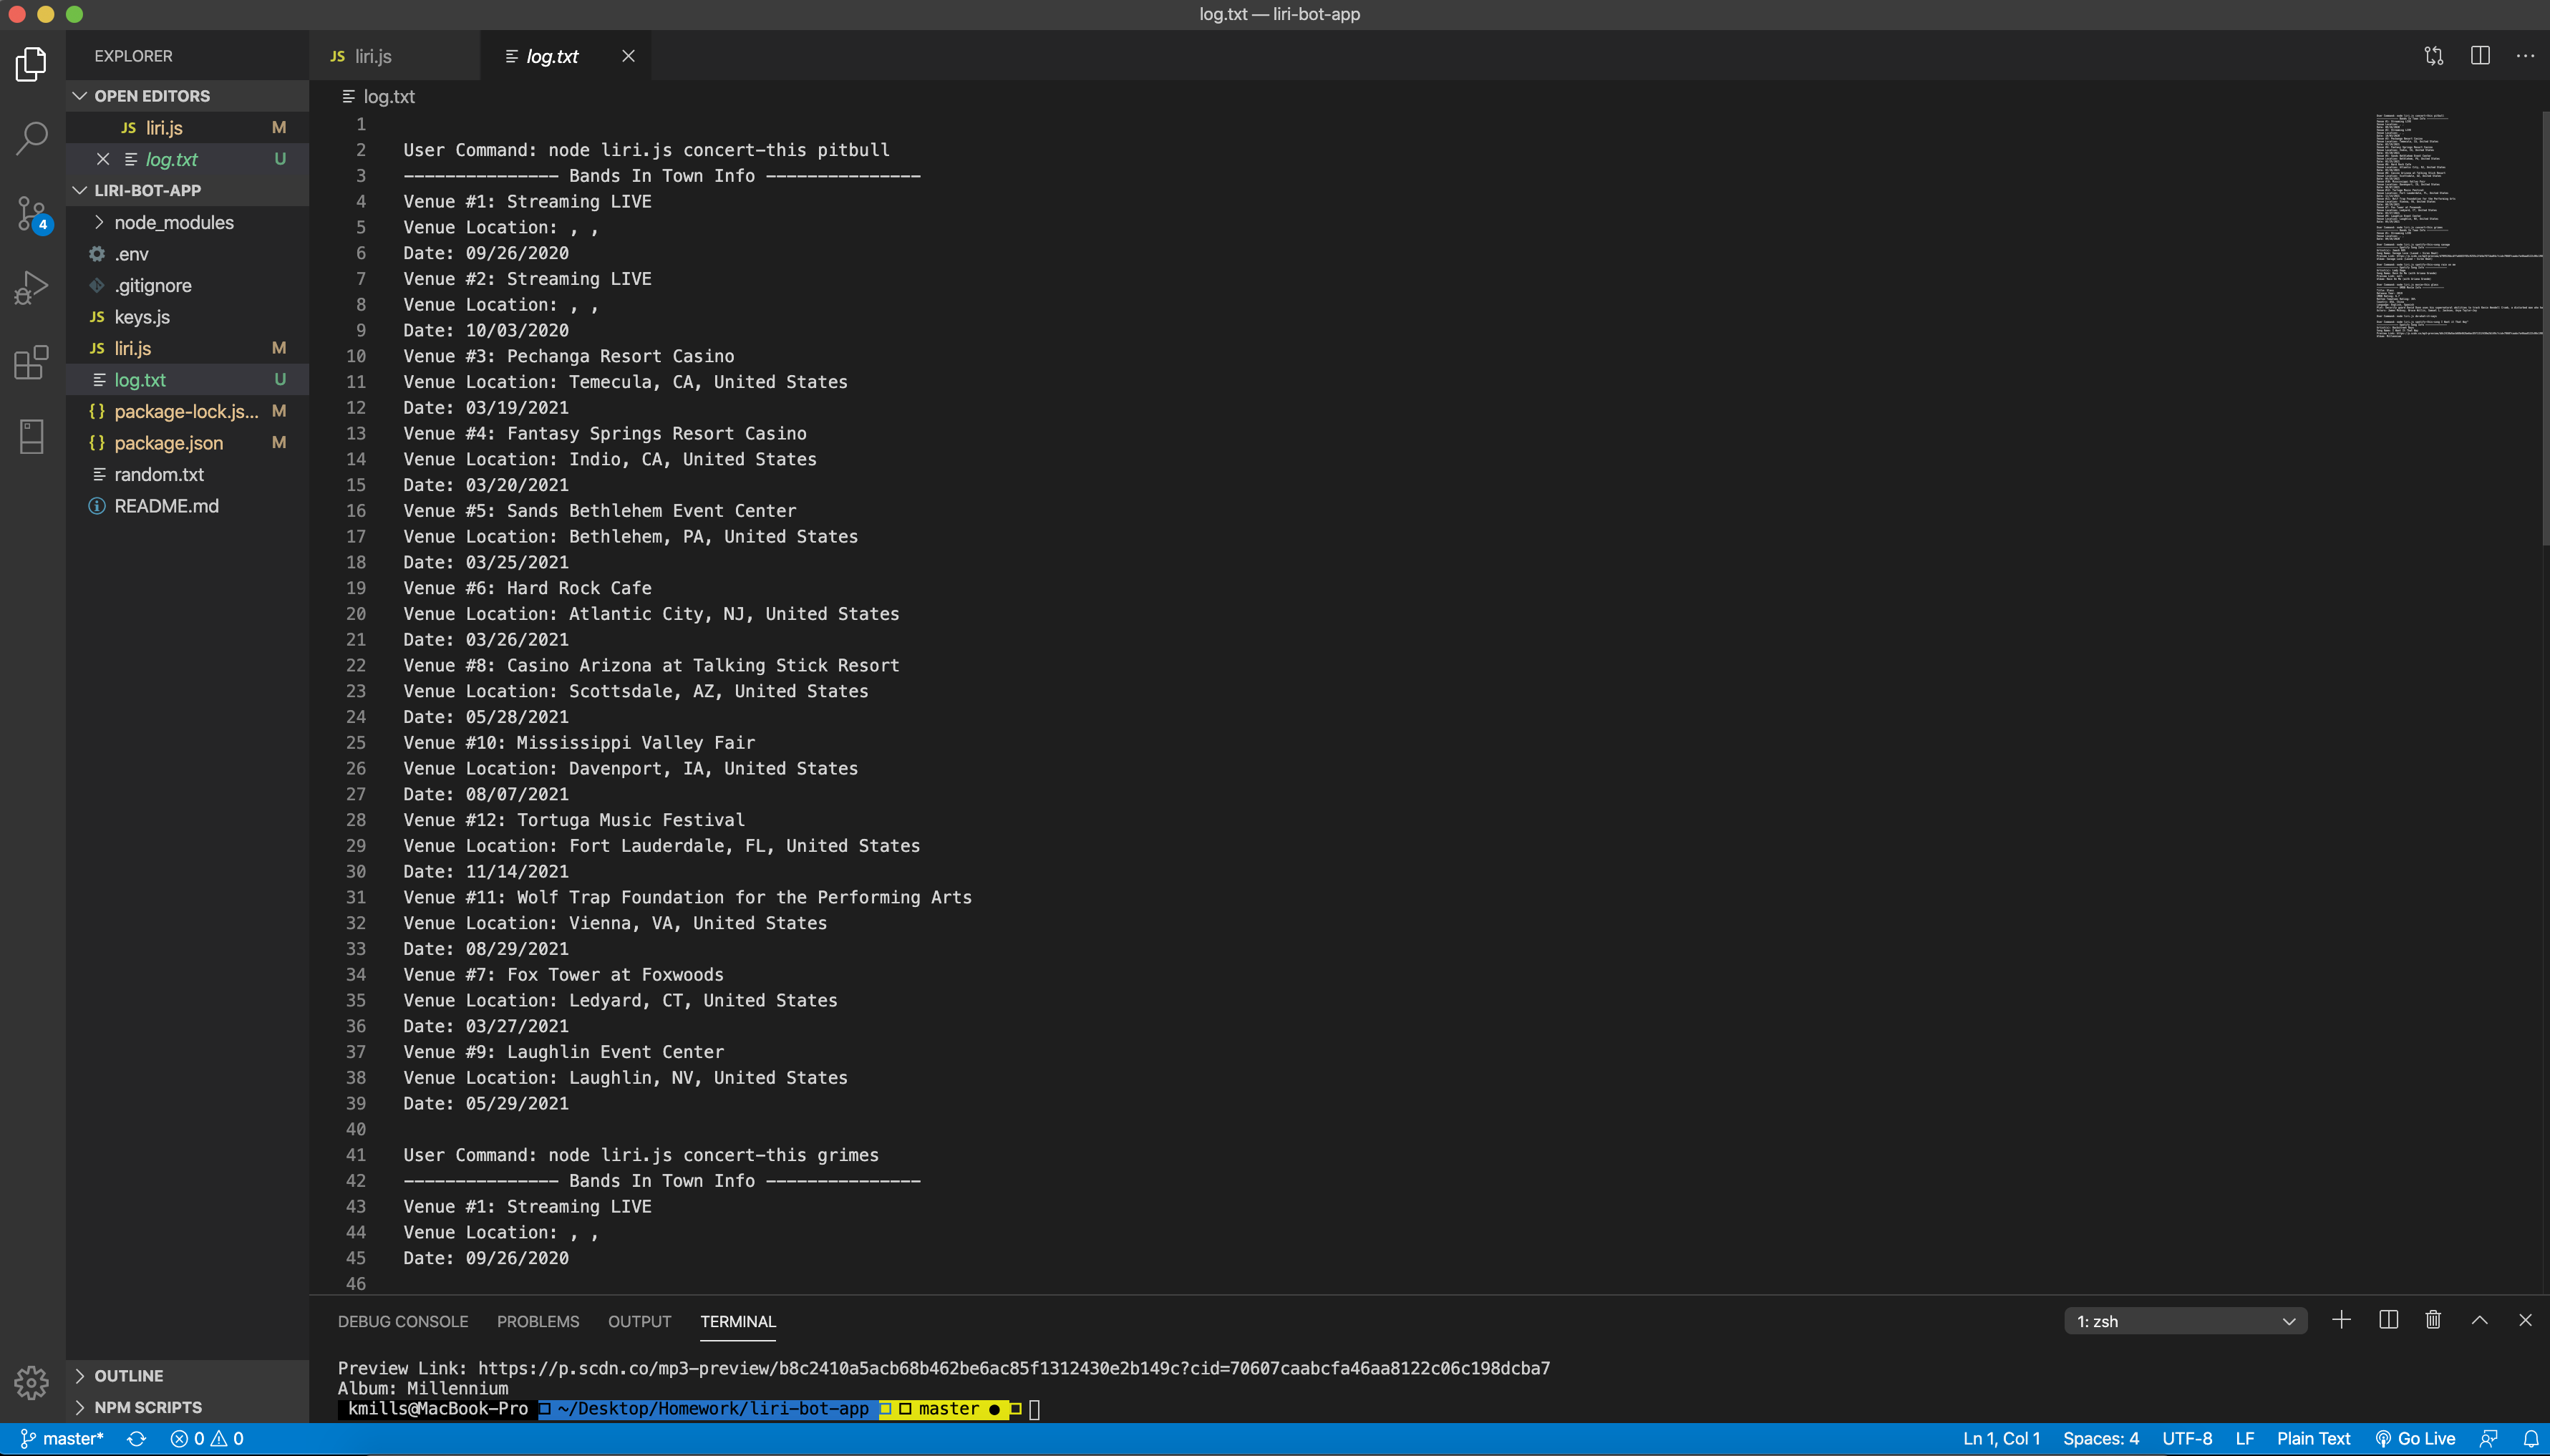 log.txt — liri-bot-app
EXPLORER
OPEN EDITORS
JS liri.js M
log.txt U
LIRI-BOT-APP
node_modules
.env
.gitignore
JS keys.js
JS liri.js M
log.txt U
{} package-lock.js... M
{} package.json M
random.txt
README.md
OUTLINE
NPM SCRIPTS
4
JS liri.js
log.txt
log.txt
1
2 User Command: node liri.js concert-this pitbull
3 --------------- Bands In Town Info ---------------
4 Venue #1: Streaming LIVE
5 Venue Location: , ,
6 Date: 09/26/2020
7 Venue #2: Streaming LIVE
8 Venue Location: , ,
9 Date: 10/03/2020
10 Venue #3: Pechanga Resort Casino
11 Venue Location: Temecula, CA, United States
12 Date: 03/19/2021
13 Venue #4: Fantasy Springs Resort Casino
14 Venue Location: Indio, CA, United States
15 Date: 03/20/2021
16 Venue #5: Sands Bethlehem Event Center
17 Venue Location: Bethlehem, PA, United States
18 Date: 03/25/2021
19 Venue #6: Hard Rock Cafe
20 Venue Location: Atlantic City, NJ, United States
21 Date: 03/26/2021
22 Venue #8: Casino Arizona at Talking Stick Resort
23 Venue Location: Scottsdale, AZ, United States
24 Date: 05/28/2021
25 Venue #10: Mississippi Valley Fair
26 Venue Location: Davenport, IA, United States
27 Date: 08/07/2021
28 Venue #12: Tortuga Music Festival
29 Venue Location: Fort Lauderdale, FL, United States
30 Date: 11/14/2021
31 Venue #11: Wolf Trap Foundation for the Performing Arts
32 Venue Location: Vienna, VA, United States
33 Date: 08/29/2021
34 Venue #7: Fox Tower at Foxwoods
35 Venue Location: Ledyard, CT, United States
36 Date: 03/27/2021
37 Venue #9: Laughlin Event Center
38 Venue Location: Laughlin, NV, United States
39 Date: 05/29/2021
40
41 User Command: node liri.js concert-this grimes
42 --------------- Bands In Town Info ---------------
43 Venue #1: Streaming LIVE
44 Venue Location: , ,
45 Date: 09/26/2020
46
DEBUG CONSOLE PROBLEMS OUTPUT TERMINAL 1: zsh
Preview Link: https://p.scdn.co/mp3-preview/b8c2410a5acb68b462be6ac85f1312430e2b149c?cid=70607caabcfa46aa8122c06c198dcba7
Album: Millennium
kmills@MacBook-Pro ~/Desktop/Homework/liri-bot-app master
master* 0 0 Ln 1, Col 1 Spaces: 4 UTF-8 LF Plain Text Go Live